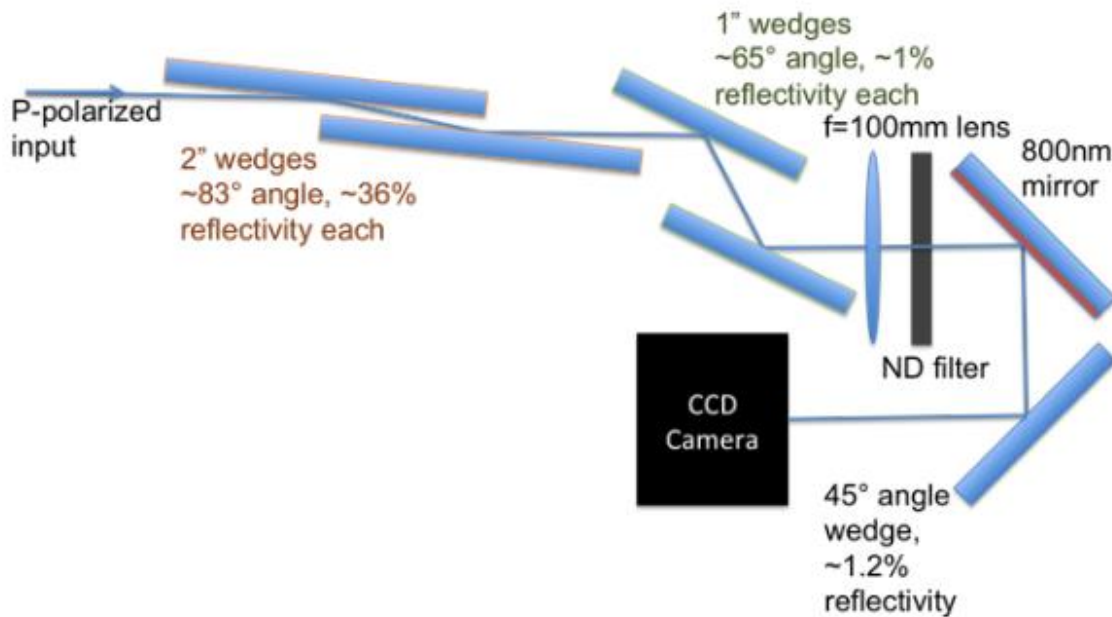 P-polarized
input
2” wedges
~83° angle, ~36%
reflectivity each
1” wedges
~65° angle, ~1%
reflectivity each
f=100mm lens
800nm
mirror
ND filter
CCD
Camera
45° angle
wedge,
~1.2%
reflectivity